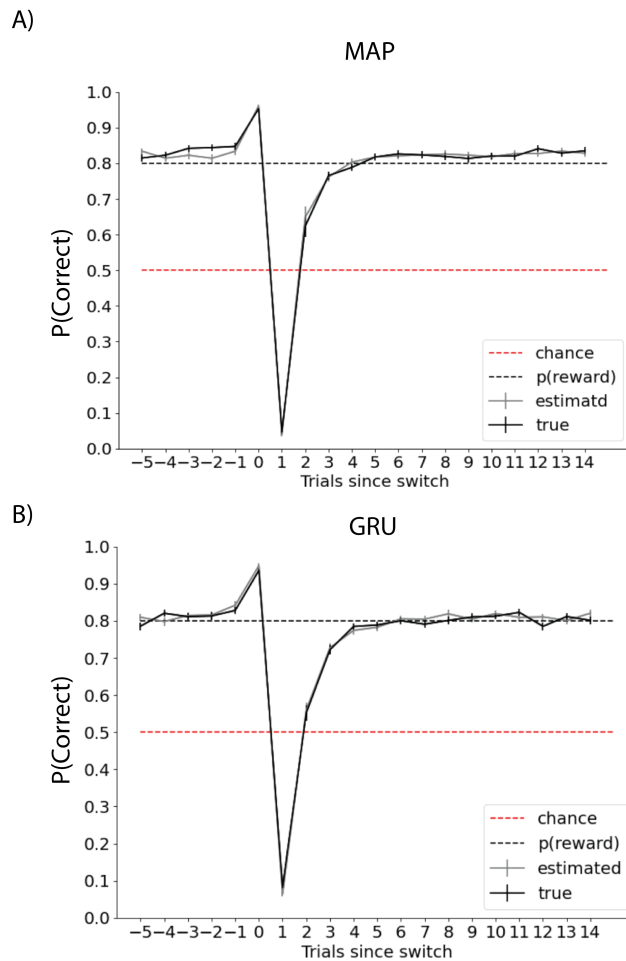 A)
MAP
1.0
0.9
0.8
0.7
0.6
0.5
0.4
0.3
0.2
0.1
0.0
P(Correct)
chance
p(reward)
estimatd
true
−5 −4 −3 −2 −1 0 1 2 3 4 5 6 7 8 9 10 11 12 13 14
Trials since switch
B)
GRU
1.0
0.9
0.8
0.7
0.6
0.5
0.4
0.3
0.2
0.1
0.0
P(Correct)
chance
p(reward)
estimated
true
−5 −4 −3 −2 −1 0 1 2 3 4 5 6 7 8 9 10 11 12 13 14
Trials since switch